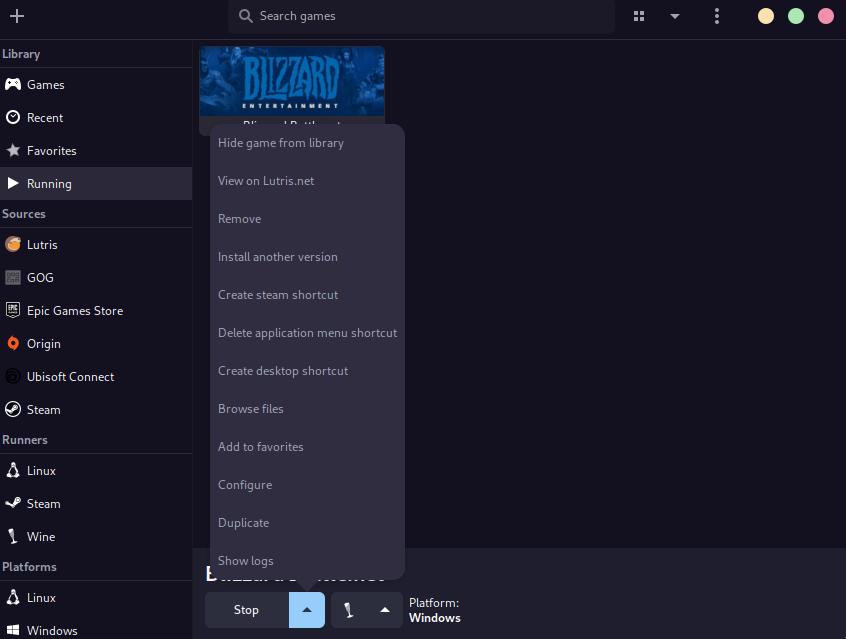 Search games
Library
Games
Recent
Favorites
Running
Sources
Lutris
GOG
Epic Games Store
Origin
Ubisoft Connect
Steam
Runners
Linux
Steam
Wine
Platforms
Linux
Windows
BLIZZARD
ENTERTAINMENT
Hide game from library
View on Lutris.net
Remove
Install another version
Create steam shortcut
Delete application menu shortcut
Create desktop shortcut
Browse files
Add to favorites
Configure
Duplicate
Show logs
Stop
Platform:
Windows